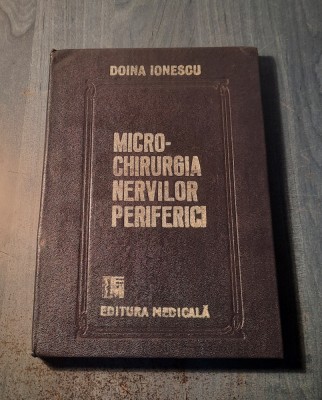 DOINA IONESCU
MICRO-
CHIRURGIA
NERVILOR
PERIFERICI
EDITURA MEDICALĂ